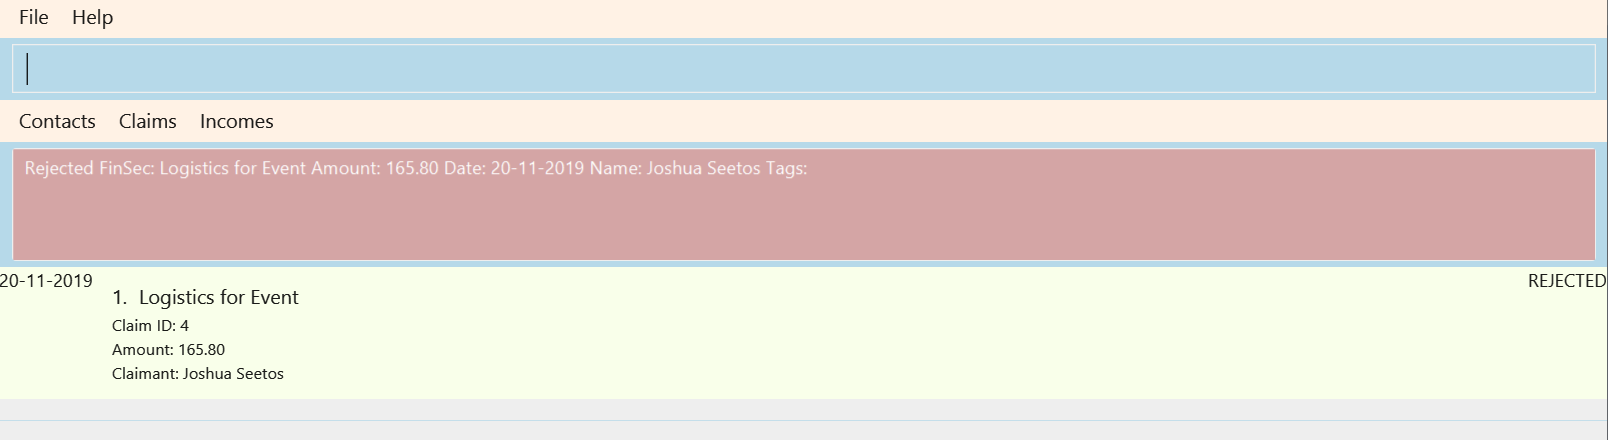 File Help
Contacts Claims Incomes
Rejected FinSec: Logistics for Event Amount: 165.80 Date: 20-11-2019 Name: Joshua Seetos Tags:
20-11-2019 REJECTED
1. Logistics for Event
Claim ID: 4
Amount: 165.80
Claimant: Joshua Seetos